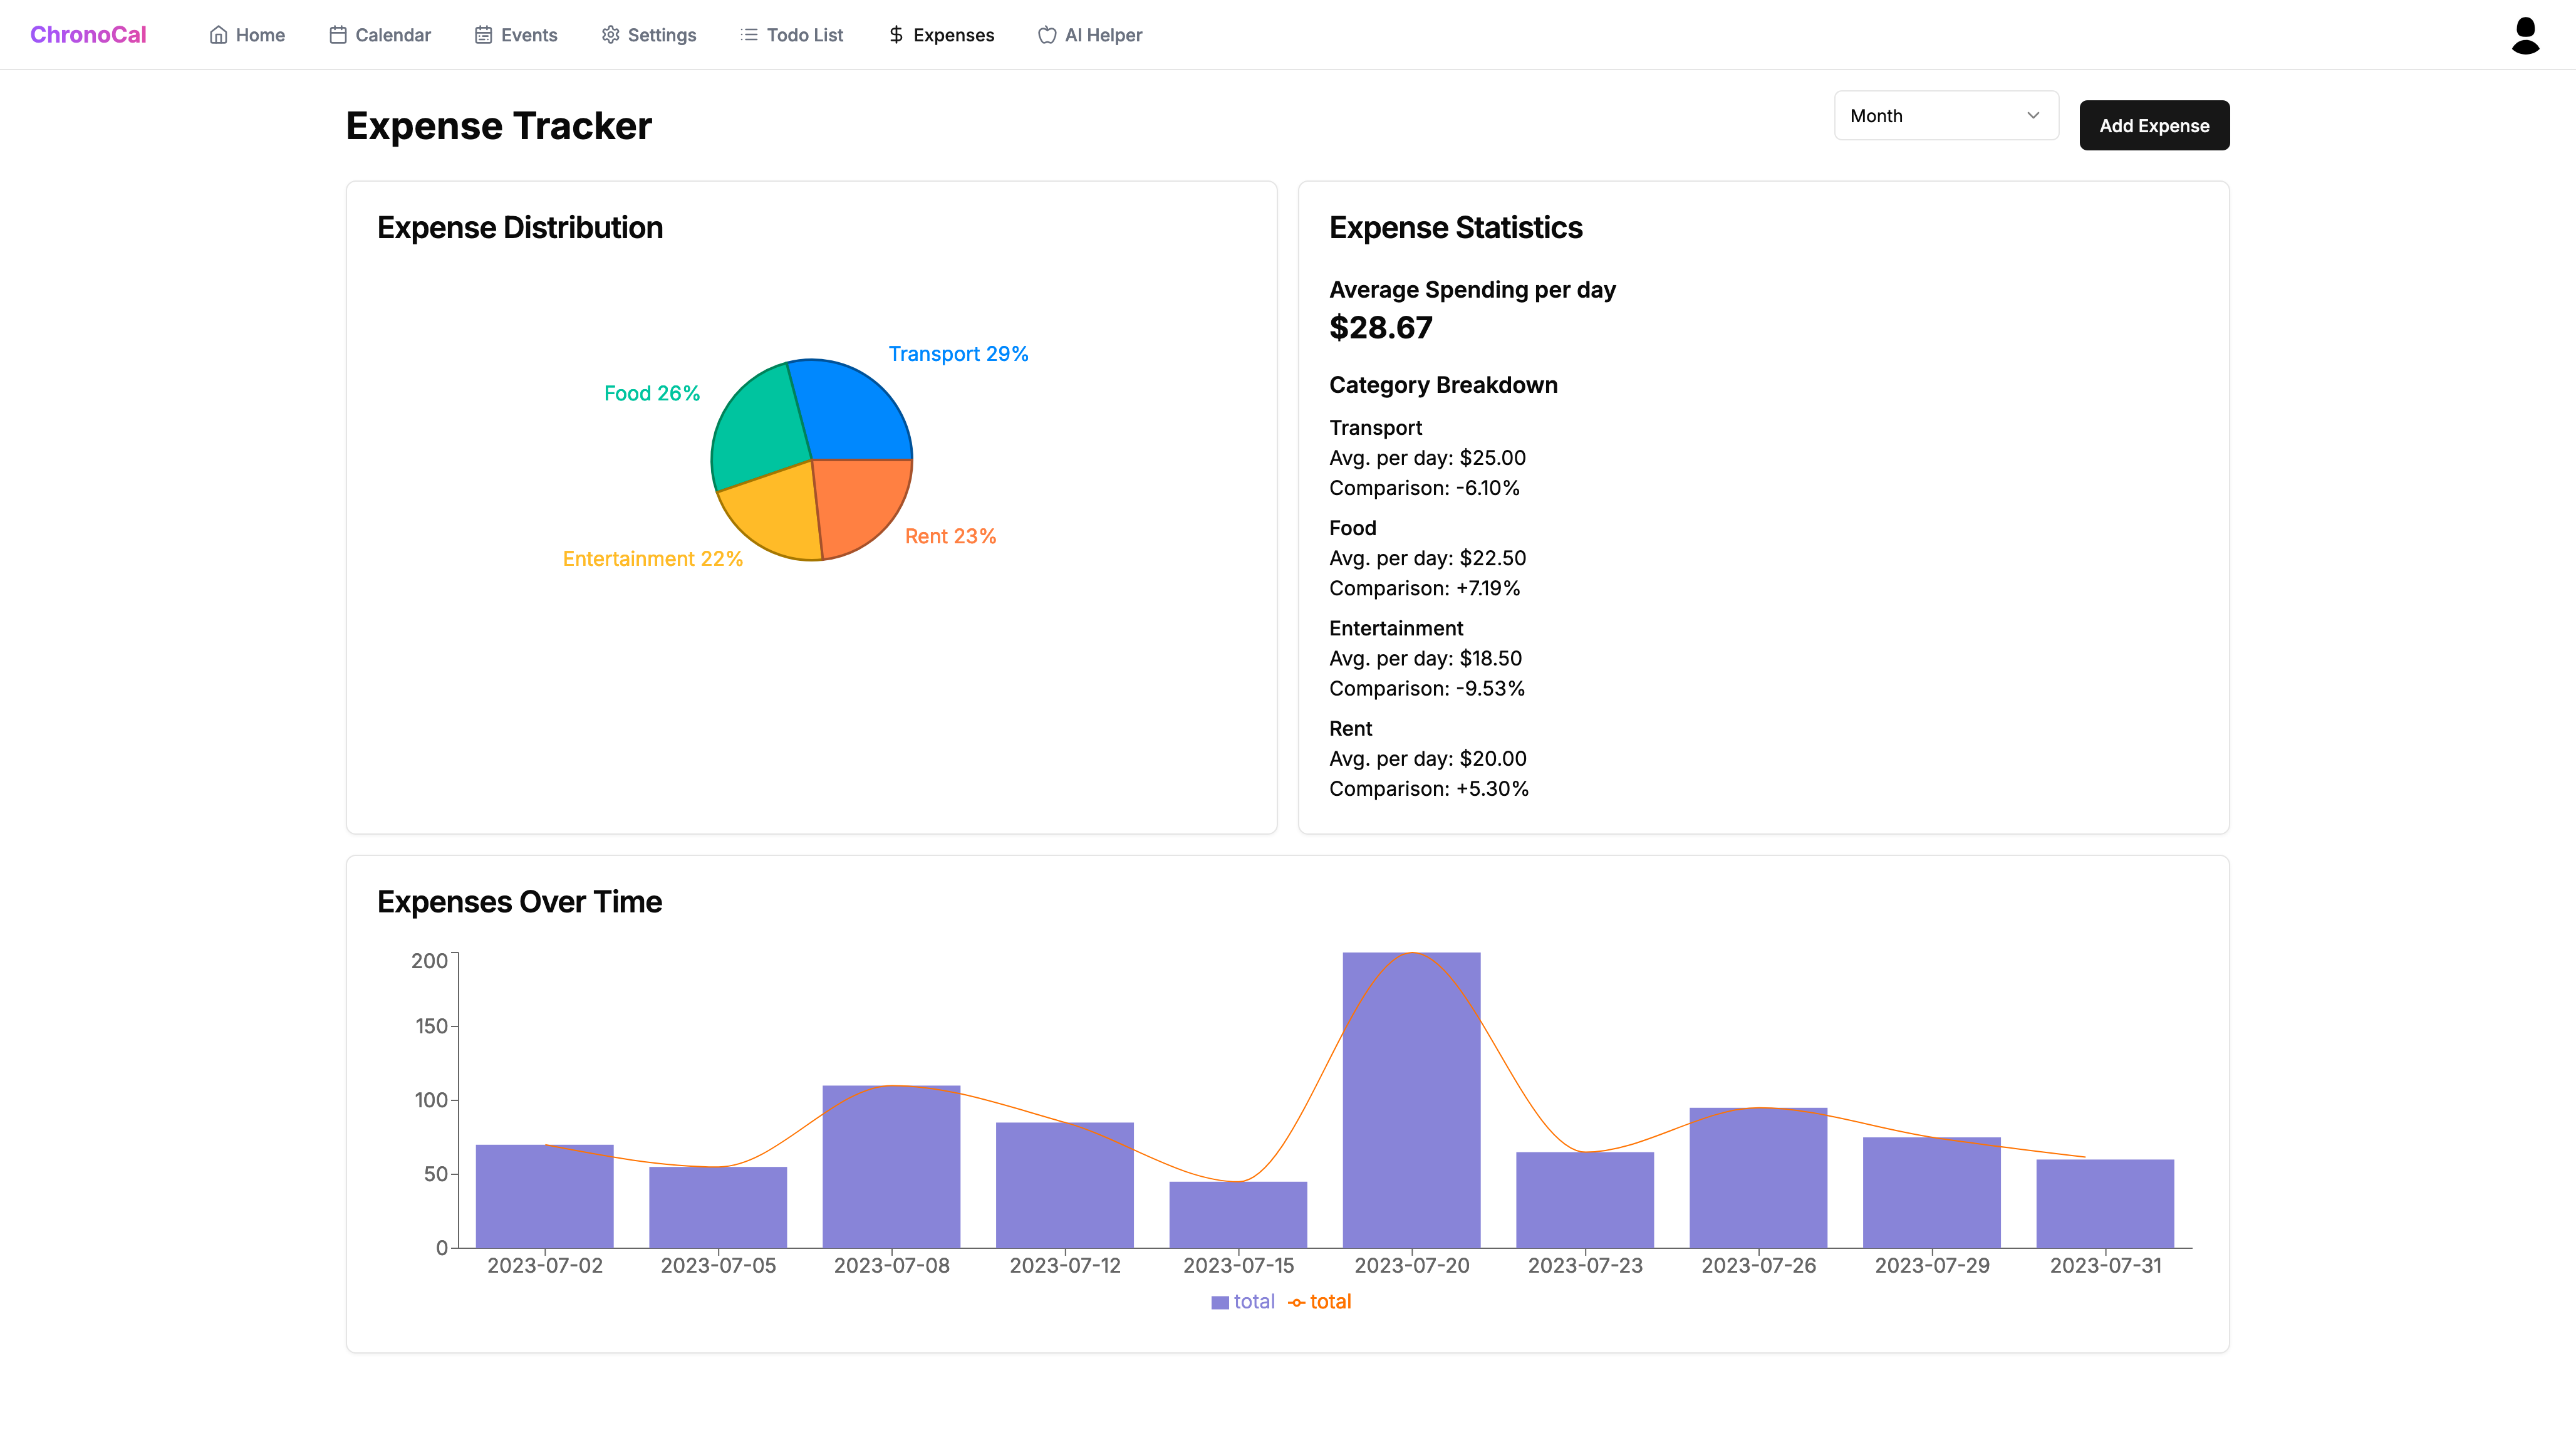 ChronoCal Home Calendar Events Settings Todo List Expenses AI Helper
Expense Tracker
Month
Add Expense
Expense Distribution
Transport 29%
Food 26%
Rent 23%
Entertainment 22%
Expense Statistics
Average Spending per day
$28.67
Category Breakdown
Transport
Avg. per day: $25.00
Comparison: -6.10%
Food
Avg. per day: $22.50
Comparison: +7.19%
Entertainment
Avg. per day: $18.50
Comparison: -9.53%
Rent
Avg. per day: $20.00
Comparison: +5.30%
Expenses Over Time
200
150
100
50
0
2023-07-02 2023-07-05 2023-07-08 2023-07-12 2023-07-15 2023-07-20 2023-07-23 2023-07-26 2023-07-29 2023-07-31
total total